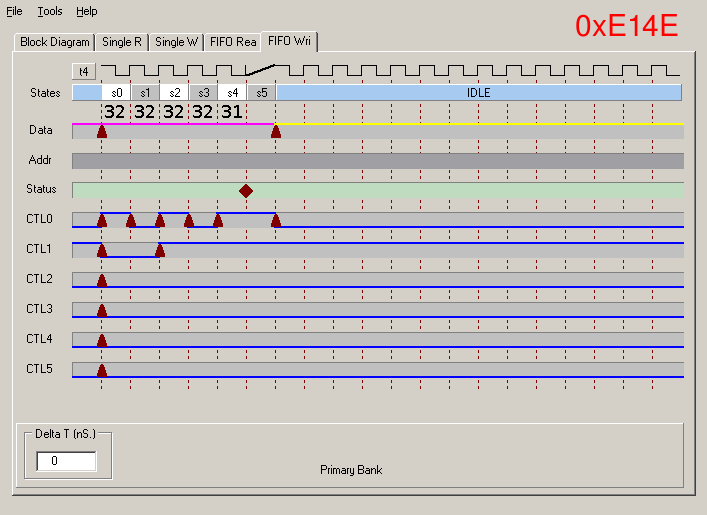 File Tools Help
0xE14E
Block Diagram Single R Single W FIFO Rea FIFO Wri
t4
States s0 s1 s2 s3 s4 s5 IDLE
32 32 32 32 31
Data
Addr
Status
CTL0
CTL1
CTL2
CTL3
CTL4
CTL5
Delta T (nS.)
0
Primary Bank